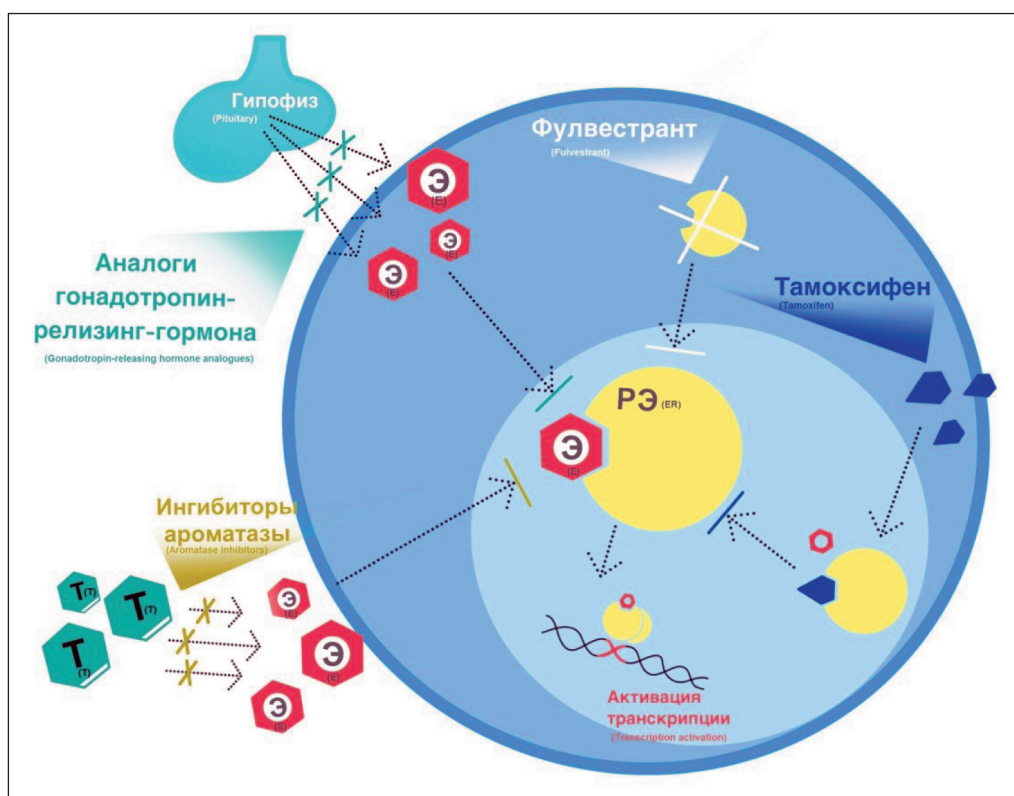 Гипофиз
(Pituitary)
Фулвестрант
(Fulvestrant)
Э
(E)
Э
(E)
Э
(E)
Аналоги
гонадотропин-
релизинг-гормона
(Gonadotropin-releasing hormone analogues)
Тамоксифен
(Tamoxifen)
РЭ (ER)
Э
(E)
Ингибиторы
ароматазы
(Aromatase inhibitors)
Т(T)
Т(T)
Т
(T)
Э
(E)
Э
(E)
Э
(E)
Активация
транскрипции
(Transcription activation)